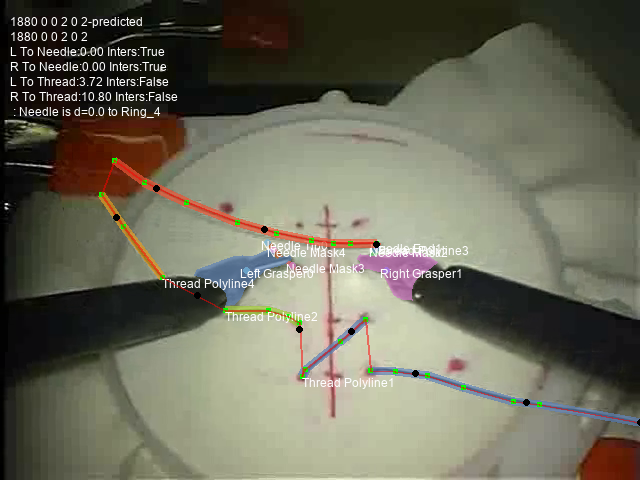 1880 0 0 2 0 2-predicted
1880 0 0 2 0 2
L To Needle:0.00 Inters:True
R To Needle:0.00 Inters:True
L To Thread:3.72 Inters:False
R To Thread:10.80 Inters:False
: Needle is d=0.0 to Ring_4
Needle
Needle Mask4
Needle Mask3
Left Grasper0
Right Grasper1
Thread Polyline4
Thread Polyline2
Thread Polyline1